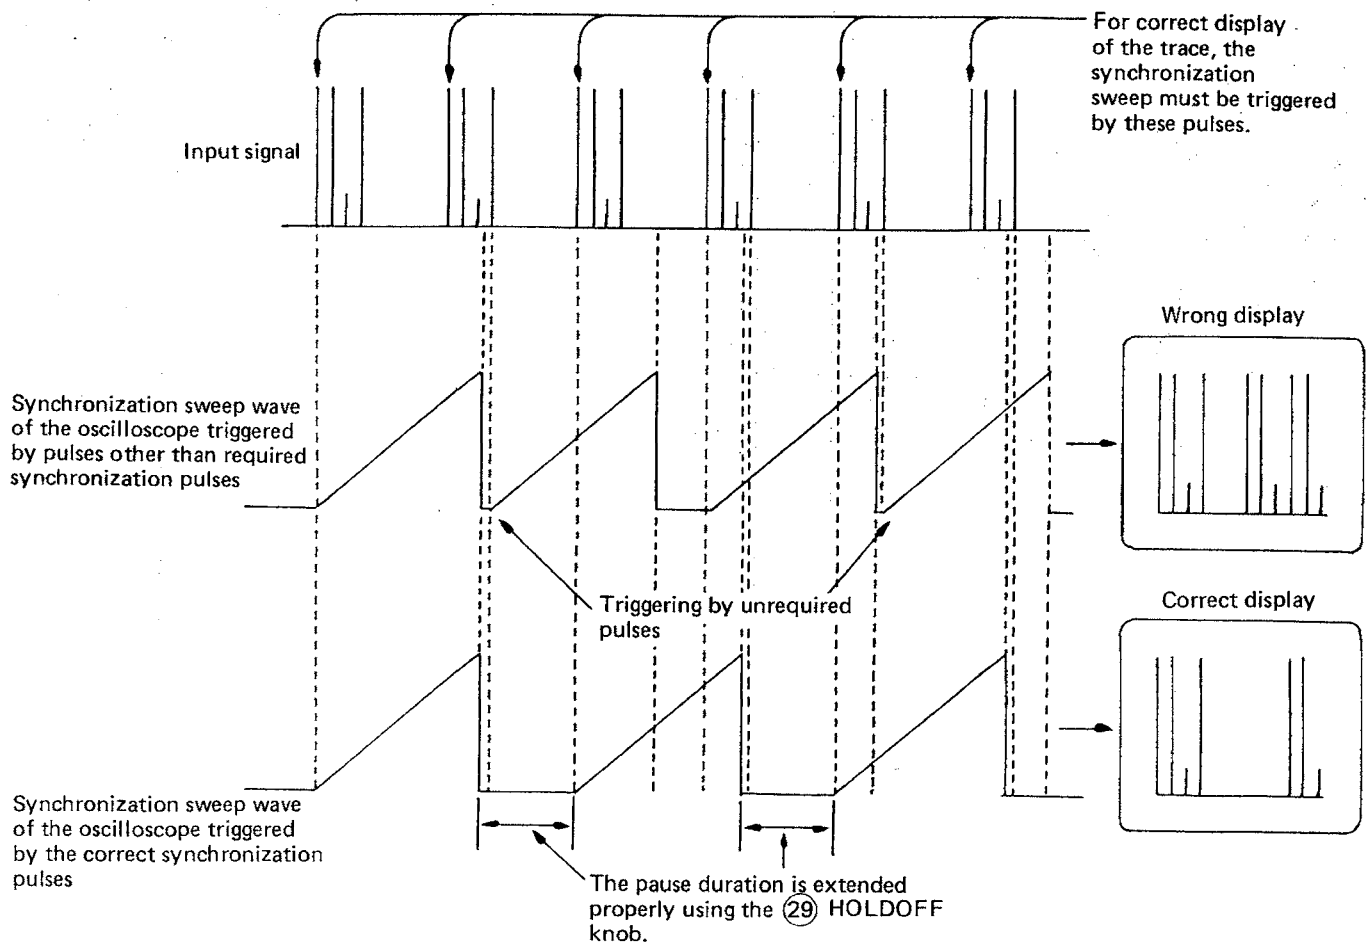 For correct display
of the trace, the
synchronization
sweep must be triggered
by these pulses.
Input signal
Wrong display
Synchronization sweep wave
of the oscilloscope triggered
by pulses other than required
synchronization pulses
Triggering by unrequired
pulses
Correct display
Synchronization sweep wave
of the oscilloscope triggered
by the correct synchronization
pulses
The pause duration is extended
properly using the 29 HOLDOFF
knob.